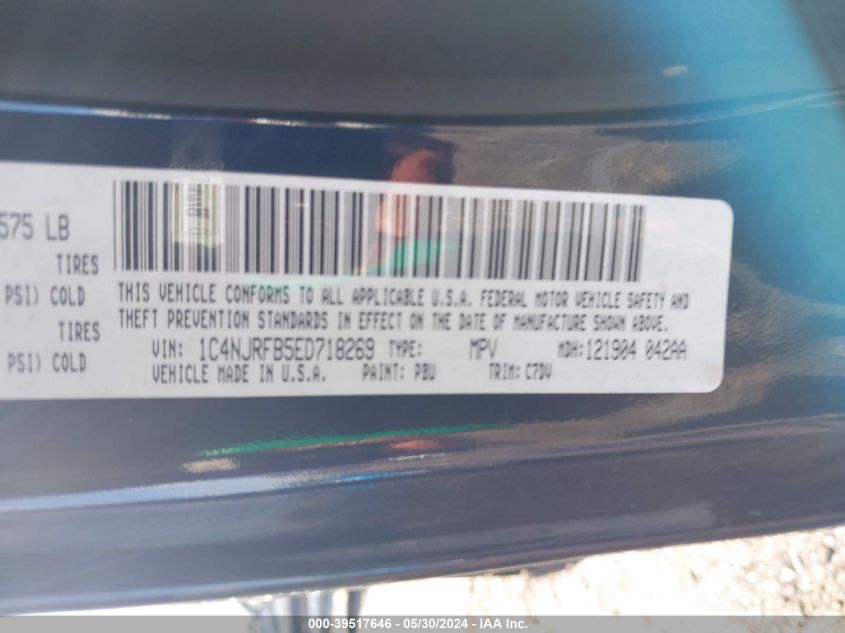 575 LB
TIRES
PSI) COLD
TIRES
PSI) COLD
THIS VEHICLE CONFORMS TO ALL APPLICABLE U.S.A. FEDERAL MOTOR VEHICLE SAFETY AND
THEFT PREVENTION STANDARDS IN EFFECT ON THE DATE OF MANUFACTURE SHOWN ABOVE.
VIN: 1C4NJRFB5ED718269 TYPE: MPV MDH:121904 042AA
VEHICLE MADE IN U.S.A. PAINT: PBU TRIM: C7DV
000-39517646 - 05/30/2024 - IAA Inc.